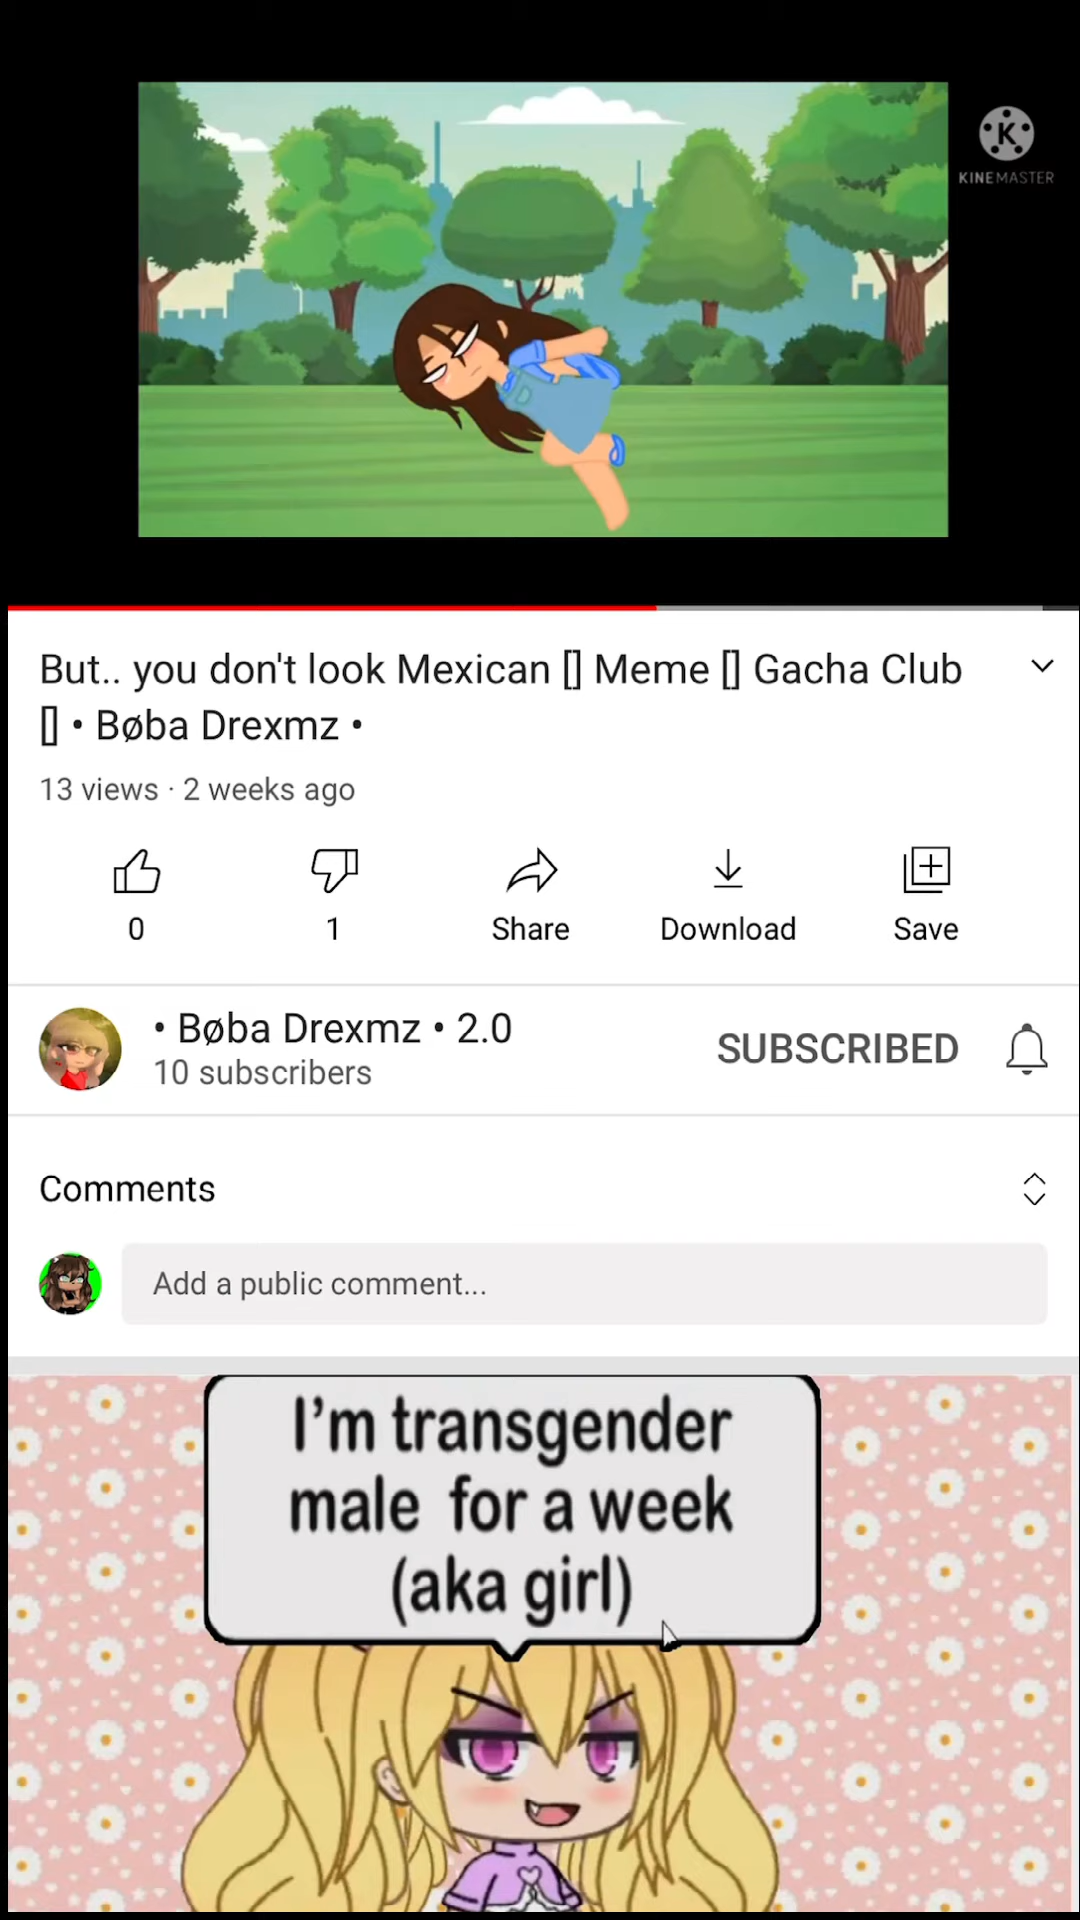 K
KINEMASTER
But.. you don't look Mexican [] Meme [] Gacha Club
[] • Bøba Drexmz •
13 views · 2 weeks ago
0
1
Share
Download
Save
• Bøba Drexmz • 2.0
10 subscribers
SUBSCRIBED
Comments
Add a public comment...
I'm transgender
male for a week
(aka girl)